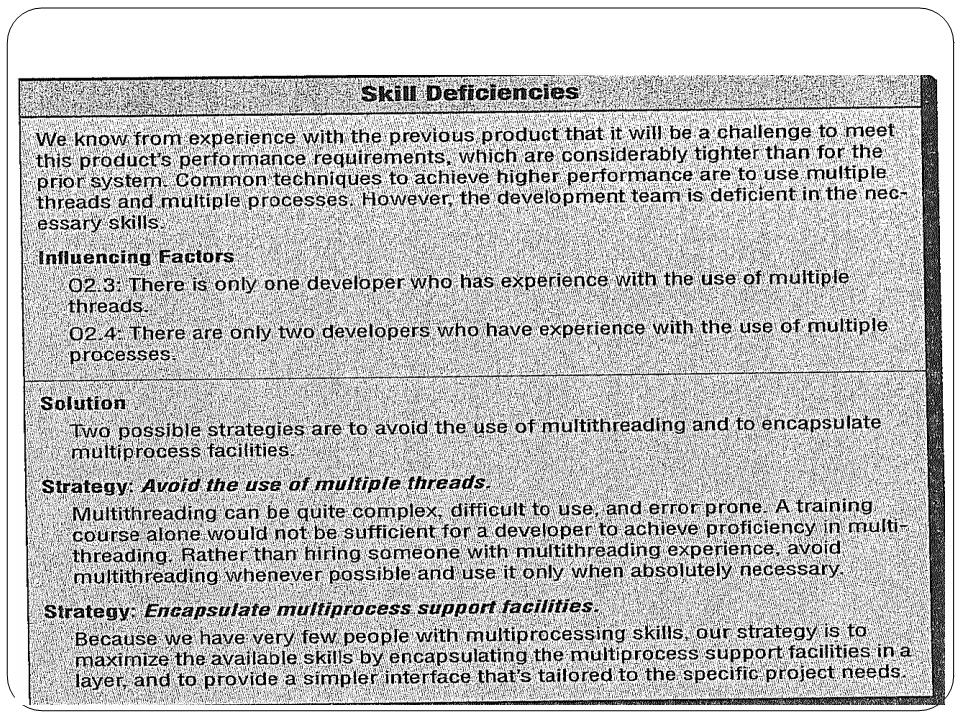 Skill Deficiencies
We know from experience with the previous product that it will be a challenge to meet
this product's performance requirements, which are considerably tighter than for the
prior system. Common techniques to achieve higher performance are to use multiple
threads and multiple processes. However, the development team is deficient in the nec-
essary skills.
Influencing Factors
O2.3: There is only one developer who has experience with the use of multiple
threads.
O2.4: There are only two developers who have experience with the use of multiple
processes.
Solution
Two possible strategies are to avoid the use of multithreading and to encapsulate
multiprocess facilities.
Strategy: Avoid the use of multiple threads.
Multithreading can be quite complex, difficult to use, and error prone. A training
course alone would not be sufficient for a developer to achieve proficiency in multi-
threading. Rather than hiring someone with multithreading experience, avoid
multithreading whenever possible and use it only when absolutely necessary.
Strategy: Encapsulate multiprocess support facilities.
Because we have very few people with multiprocessing skills, our strategy is to
maximize the available skills by encapsulating the multiprocess support facilities in a
layer, and to provide a simpler interface that's tailored to the specific project needs.